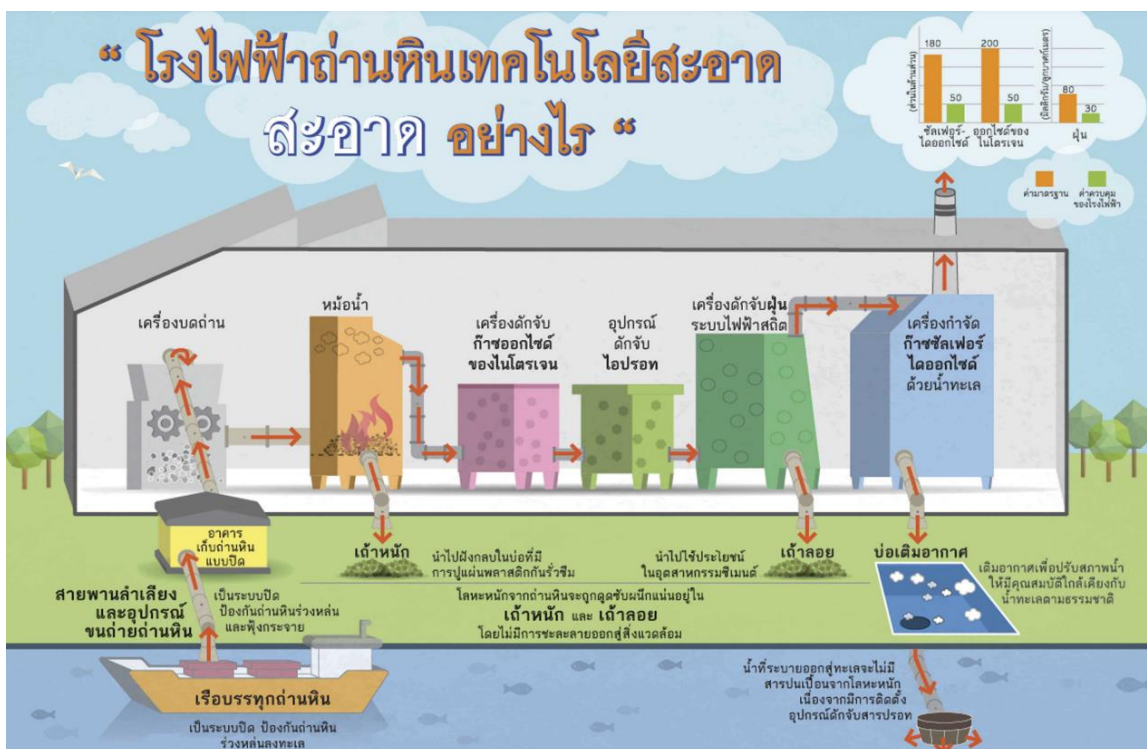 “ โรงไฟฟ้าถ่านหินเทคโนโลยีสะอาด
สะอาด อย่างไร “
(ส่วนในล้านส่วน)
180
50
ซัลเฟอร์-
ไดออกไซด์
200
50
ออกไซด์ของ
ไนโตรเจน
(มิลลิกรัม/ลูกบาศก์เมตร)
80
30
ฝุ่น
ค่ามาตรฐาน
ค่าควบคุม
ของโรงไฟฟ้า
เครื่องบดถ่าน
หม้อน้ำ
เครื่องดักจับ
ก๊าซออกไซด์
ของไนโตรเจน
อุปกรณ์
ดักจับ
ไอปรอท
เครื่องดักจับฝุ่น
ระบบไฟฟ้าสถิต
เครื่องกำจัด
ก๊าซซัลเฟอร์
ไดออกไซด์
ด้วยน้ำทะเล
อาคาร
เก็บถ่านหิน
แบบปิด
เถ้าหนัก
นำไปฝังกลบในบ่อที่มี
การปูแผ่นพลาสติกกันรั่วซึม
นำไปใช้ประโยชน์
ในอุตสาหกรรมซีเมนต์
เถ้าลอย
โลหะหนักจากถ่านหินจะถูกดูดซับผนึกแน่นอยู่ใน
เถ้าหนัก และ เถ้าลอย
โดยไม่มีการชะละลายออกสู่สิ่งแวดล้อม
บ่อเติมอากาศ
เติมอากาศเพื่อปรับสภาพน้ำ
ให้มีคุณสมบัติใกล้เคียงกับ
น้ำทะเลตามธรรมชาติ
สายพานลำเลียง
และอุปกรณ์
ขนถ่ายถ่านหิน
เป็นระบบปิด
ป้องกันถ่านหินร่วงหล่น
และฟุ้งกระจาย
เรือบรรทุกถ่านหิน
เป็นระบบปิด ป้องกันถ่านหิน
ร่วงหล่นลงทะเล
น้ำที่ระบายออกสู่ทะเลจะไม่มี
สารปนเปื้อนจากโลหะหนัก
เนื่องจากมีการติดตั้ง
อุปกรณ์ดักจับสารปรอท